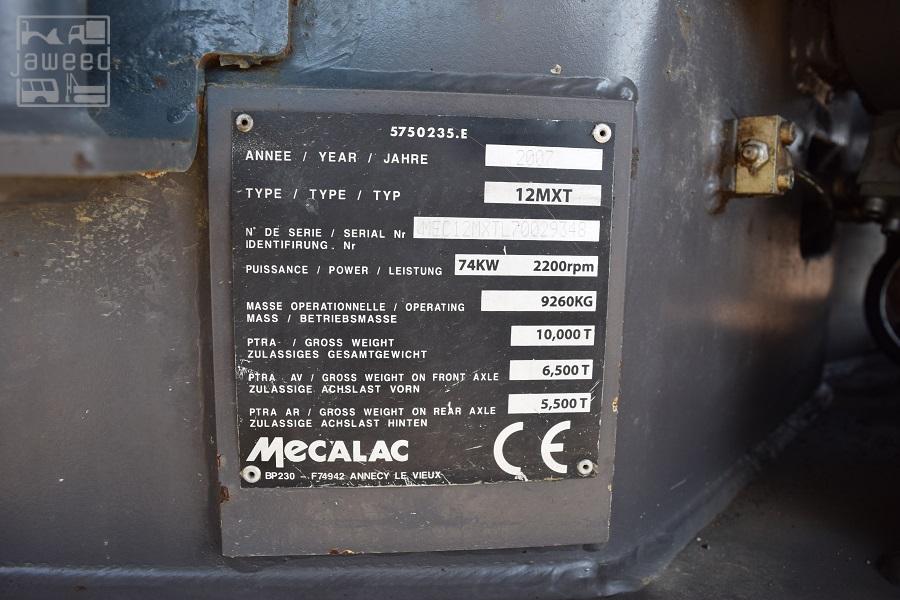 jaweed
5750235.E
ANNEE / YEAR / JAHRE 2007
TYPE / TYPE / TYP 12MXT
N° DE SERIE / SERIAL Nr MEC12MXTL70029348
IDENTIFIRUNG. Nr
PUISSANCE / POWER / LEISTUNG 74KW 2200rpm
MASSE OPERATIONNELLE / OPERATING 9260KG
MASS / BETRIEBSMASSE
PTRA- / GROSS WEIGHT 10,000 T
ZULASSIGES GESAMTGEWICHT
PTRA AV / GROSS WEIGHT ON FRONT AXLE 6,500 T
ZULASSIGE ACHSLAST VORN
PTRA AR / GROSS WEIGHT ON REAR AXLE 5,500 T
ZULASSIGE ACHSLAST HINTEN
MECALAC CE
BP230 - F74942 ANNECY LE VIEUX